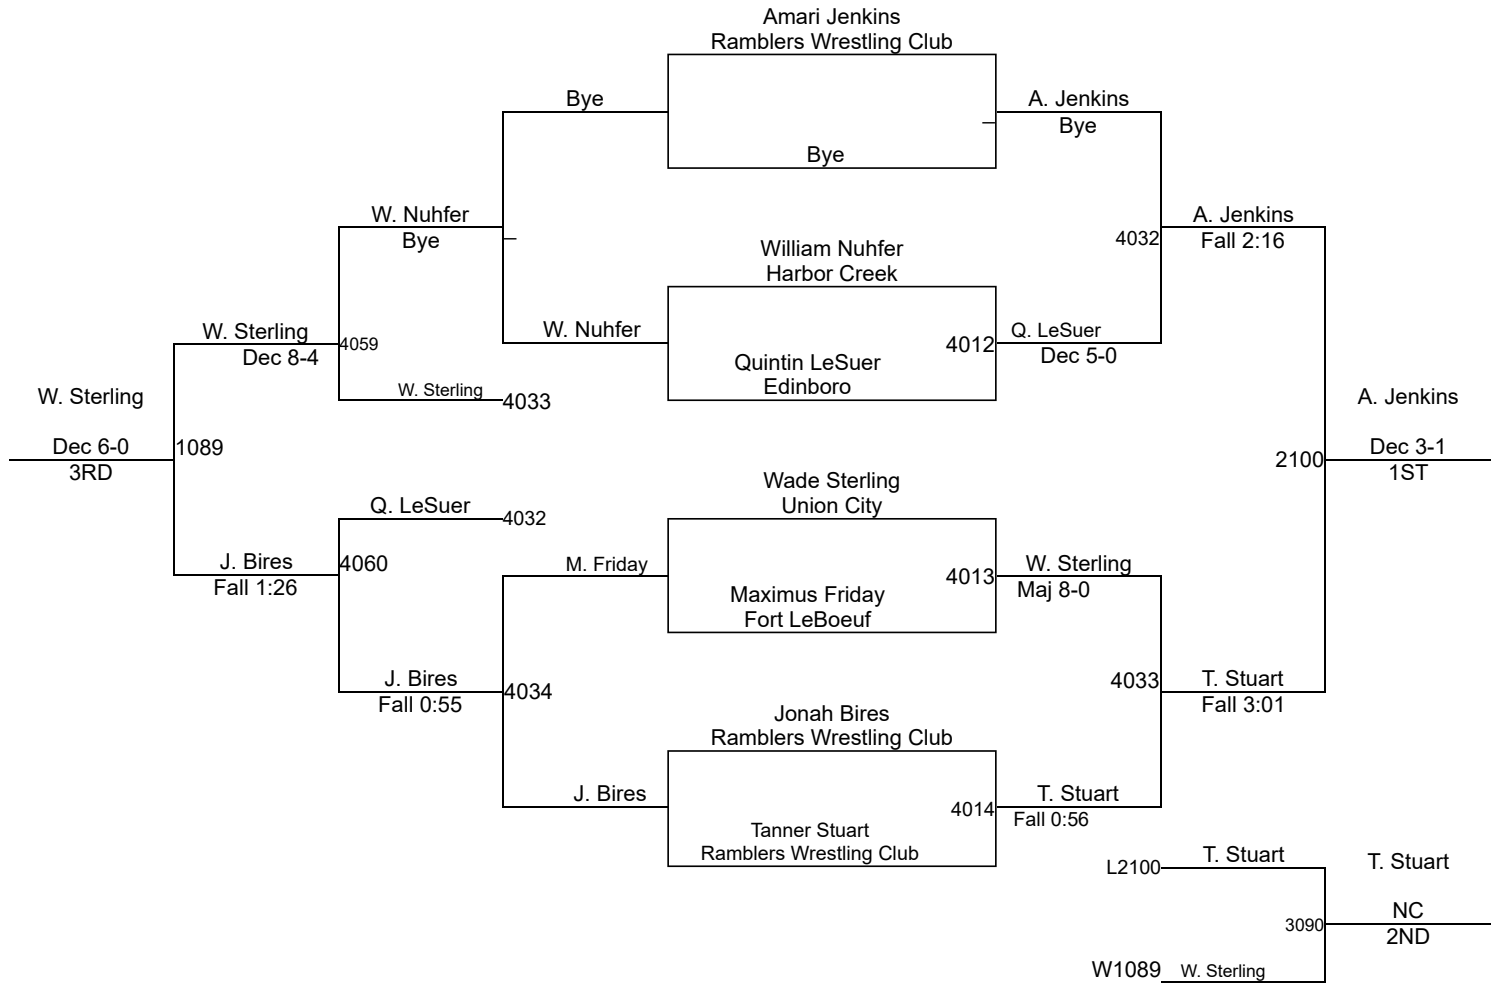 Amari Jenkins
Ramblers Wrestling Club
Bye
A. Jenkins
Bye
Bye
W. Nuhfer
Bye
A. Jenkins
4032
Fall 2:16
William Nuhfer
Harbor Creek
W. Nuhfer
4012
Q. LeSuer
Dec 5-0
Quintin LeSuer
Edinboro
W. Sterling
4059
Dec 8-4
W. Sterling
4033
W. Sterling
Dec 6-0
1089
3RD
A. Jenkins
2100
Dec 3-1
1ST
Wade Sterling
Union City
Q. LeSuer
4032
M. Friday
4013
W. Sterling
Maj 8-0
Maximus Friday
Fort LeBoeuf
J. Bires
4060
Fall 1:26
J. Bires
4034
Fall 0:55
4033
T. Stuart
Fall 3:01
Jonah Bires
Ramblers Wrestling Club
J. Bires
4014
T. Stuart
Fall 0:56
Tanner Stuart
Ramblers Wrestling Club
L2100
T. Stuart
T. Stuart
3090
NC
2ND
W1089
W. Sterling